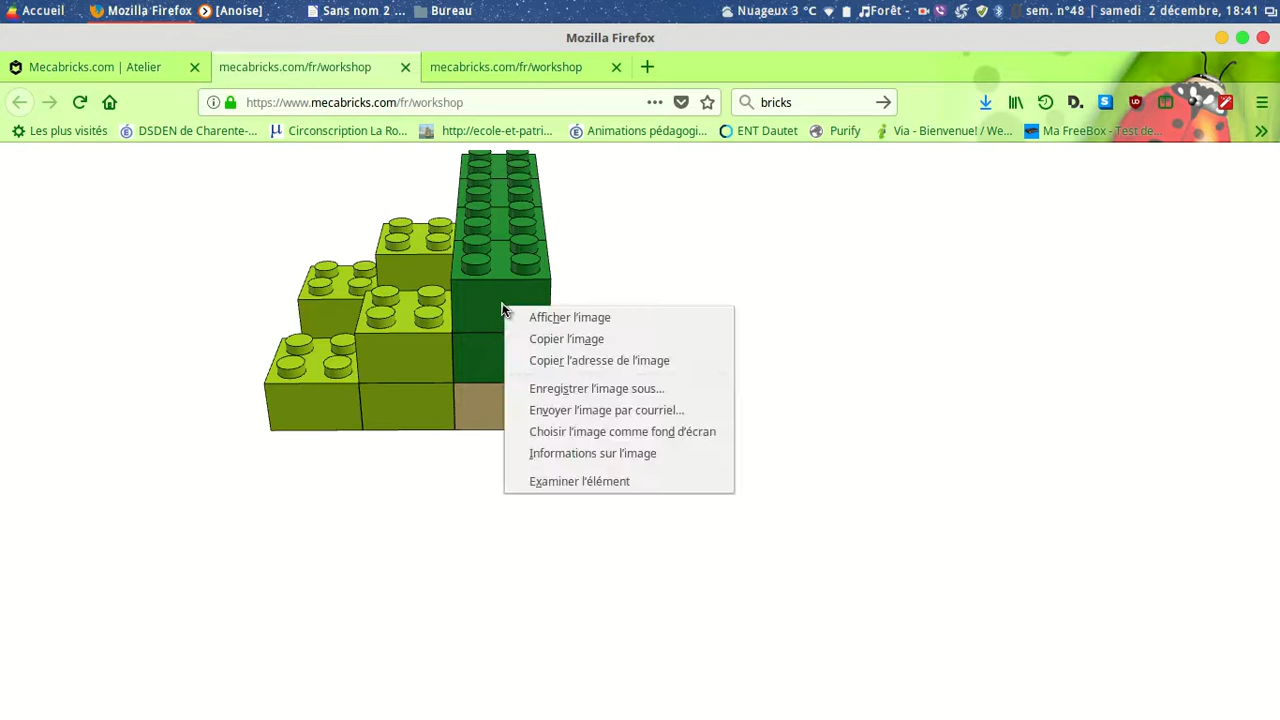 Accueil Mozilla Firefox [Anoise] Sans nom 2 ... Bureau Nuageux 3 °C Forêt ... sem. n°48 | samedi 2 décembre, 18:41
Mozilla Firefox
Mecabricks.com | Atelier mecabricks.com/fr/workshop mecabricks.com/fr/workshop
https://www.mecabricks.com/fr/workshop bricks
Les plus visités DSDEN de Charente-... Circonscription La Ro... http://ecole-et-patri... Animations pédagogi... ENT Dautet Purify Via - Bienvenue! / We... Ma FreeBox - Test de...
Afficher l'image
Copier l'image
Copier l'adresse de l'image
Enregistrer l'image sous...
Envoyer l'image par courriel...
Choisir l'image comme fond d'écran
Informations sur l'image
Examiner l'élément